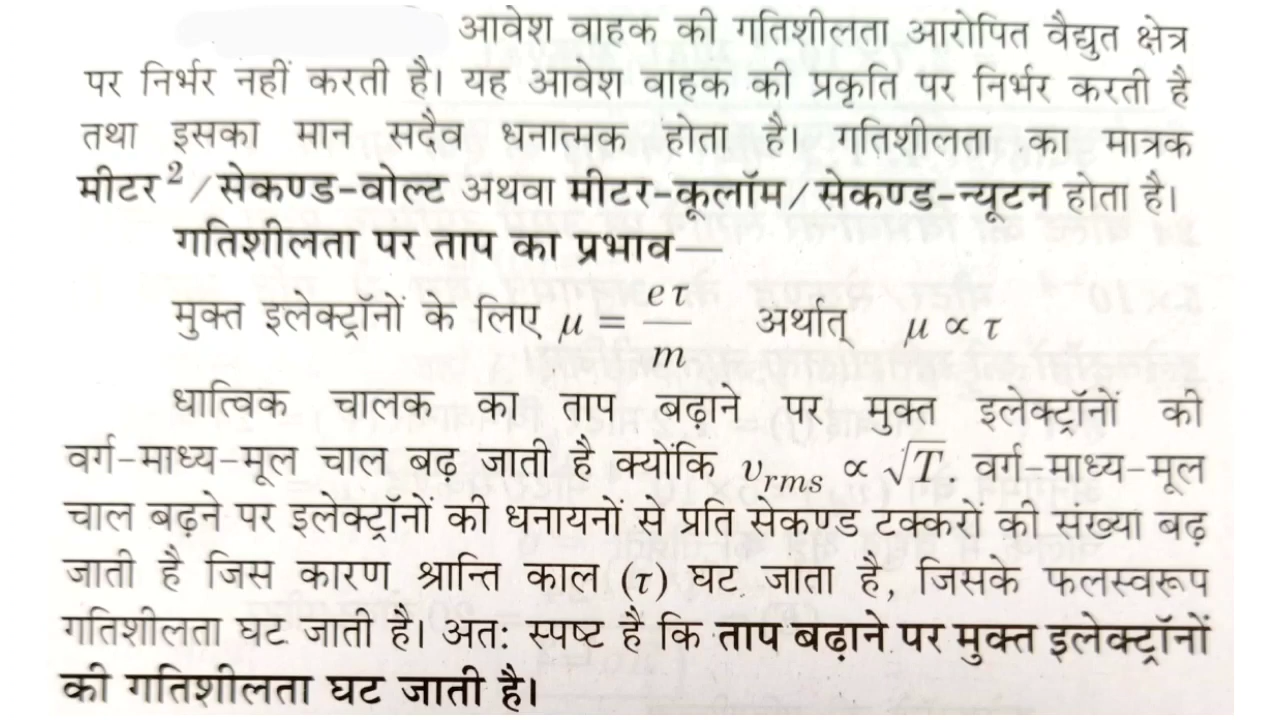 आवेश वाहक की गतिशीलता आरोपित वैद्युत क्षेत्र
पर निर्भर नहीं करती है। यह आवेश वाहक की प्रकृति पर निर्भर करती है
तथा इसका मान सदैव धनात्मक होता है। गतिशीलता का मात्रक
मीटर² / सेकण्ड-वोल्ट अथवा मीटर-कूलॉम/सेकण्ड-न्यूटन होता है।
गतिशीलता पर ताप का प्रभाव—
मुक्त इलेक्ट्रॉनों के लिए μ = eτ/m अर्थात् μ ∝ τ
धात्विक चालक का ताप बढ़ाने पर मुक्त इलेक्ट्रॉनों की
वर्ग-माध्य-मूल चाल बढ़ जाती है क्योंकि υrms ∝ √T. वर्ग-माध्य-मूल
चाल बढ़ने पर इलेक्ट्रॉनों की धनायनों से प्रति सेकण्ड टक्करों की संख्या बढ़
जाती है जिस कारण श्रान्ति काल (τ) घट जाता है, जिसके फलस्वरूप
गतिशीलता घट जाती है। अतः स्पष्ट है कि ताप बढ़ाने पर मुक्त इलेक्ट्रॉनों
की गतिशीलता घट जाती है।